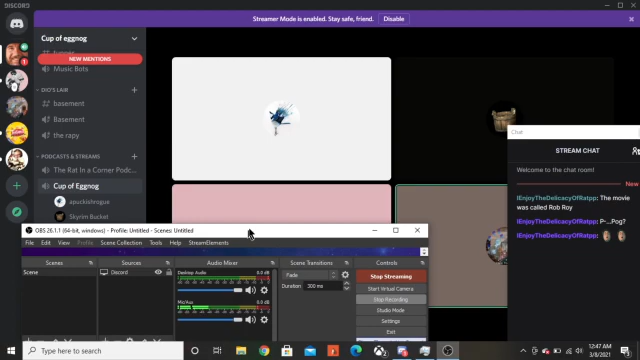 DISCORD
Streamer Mode is enabled. Stay safe, friend.
Disable
Cup of eggnog
NEW MENTIONS
Music Bots
DIO'S LAIR
basement
Basement
the rapy
PODCASTS & STREAMS
The Rat In a Corner Podc...
Cup of Eggnog
apuckishrogue
Skyrim Bucket
Chat
STREAM CHAT
Welcome to the chat room!
New
IEnjoyTheDelicacyOfRatpp: The movie
was called Rob Roy
IEnjoyTheDelicacyOfRatpp: P-...Pog?
IEnjoyTheDelicacyOfRatpp:
OBS 26.1.1 (64-bit, windows) - Profile: Untitled - Scenes: Untitled
File Edit View Profile Scene Collection Tools Help StreamElements
Scenes
Sources
Audio Mixer
Scene Transitions
Controls
Scene
Discord
Desktop Audio
0.0 dB
Mic/Aux
0.0 dB
Fade
Duration
300 ms
Stop Streaming
Start Virtual Camera
Stop Recording
Studio Mode
Settings
Exit
Type here to search
12:47 AM
3/8/2021